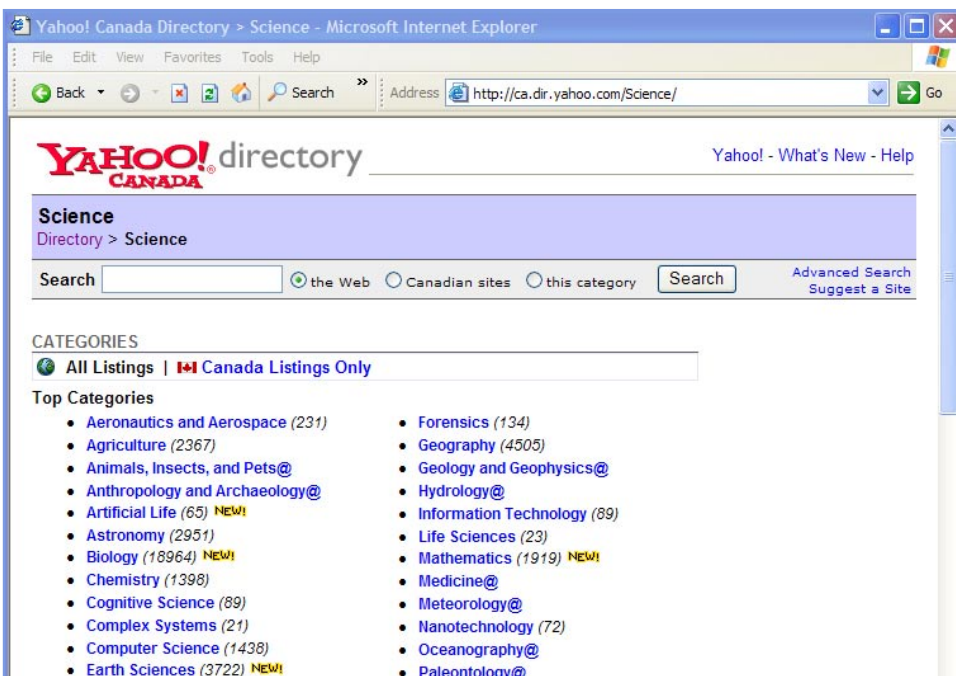 Yahoo! Canada Directory > Science - Microsoft Internet Explorer
File Edit View Favorites Tools Help
Back Search » Address http://ca.dir.yahoo.com/Science/ Go
YAHOO! directory
CANADA
Yahoo! - What's New - Help
Science
Directory > Science
Search the Web Canadian sites this category Search
Advanced Search
Suggest a Site
CATEGORIES
All Listings | Canada Listings Only
Top Categories
Aeronautics and Aerospace (231)
Agriculture (2367)
Animals, Insects, and Pets@
Anthropology and Archaeology@
Artificial Life (65) NEW!
Astronomy (2951)
Biology (18964) NEW!
Chemistry (1398)
Cognitive Science (89)
Complex Systems (21)
Computer Science (1438)
Earth Sciences (3722) NEW!
Forensics (134)
Geography (4505)
Geology and Geophysics@
Hydrology@
Information Technology (89)
Life Sciences (23)
Mathematics (1919) NEW!
Medicine@
Meteorology@
Nanotechnology (72)
Oceanography@
Paleontology@